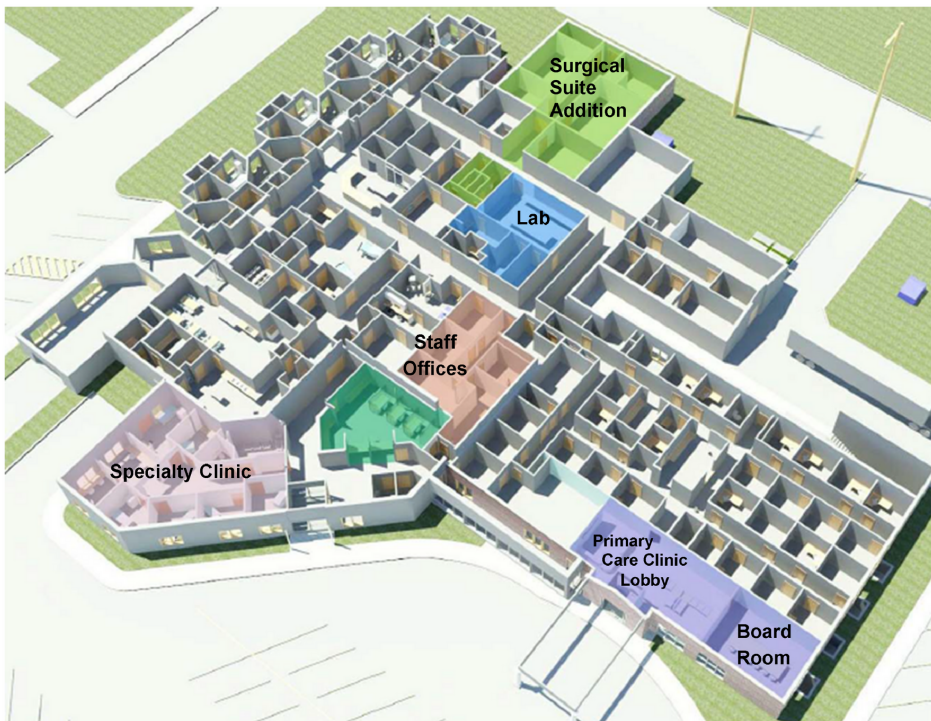 Surgical
Suite
Addition
Lab
Staff
Offices
Specialty Clinic
Primary
Care Clinic
Lobby
Board
Room